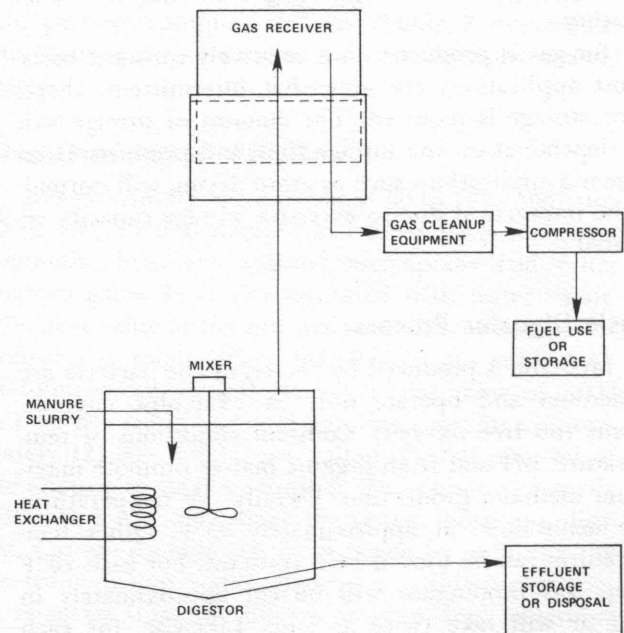 GAS RECEIVER
GAS CLEANUP
EQUIPMENT
COMPRESSOR
FUEL USE
OR
STORAGE
MIXER
MANURE
SLURRY
HEAT
EXCHANGER
DIGESTOR
EFFLUENT
STORAGE
OR DISPOSAL